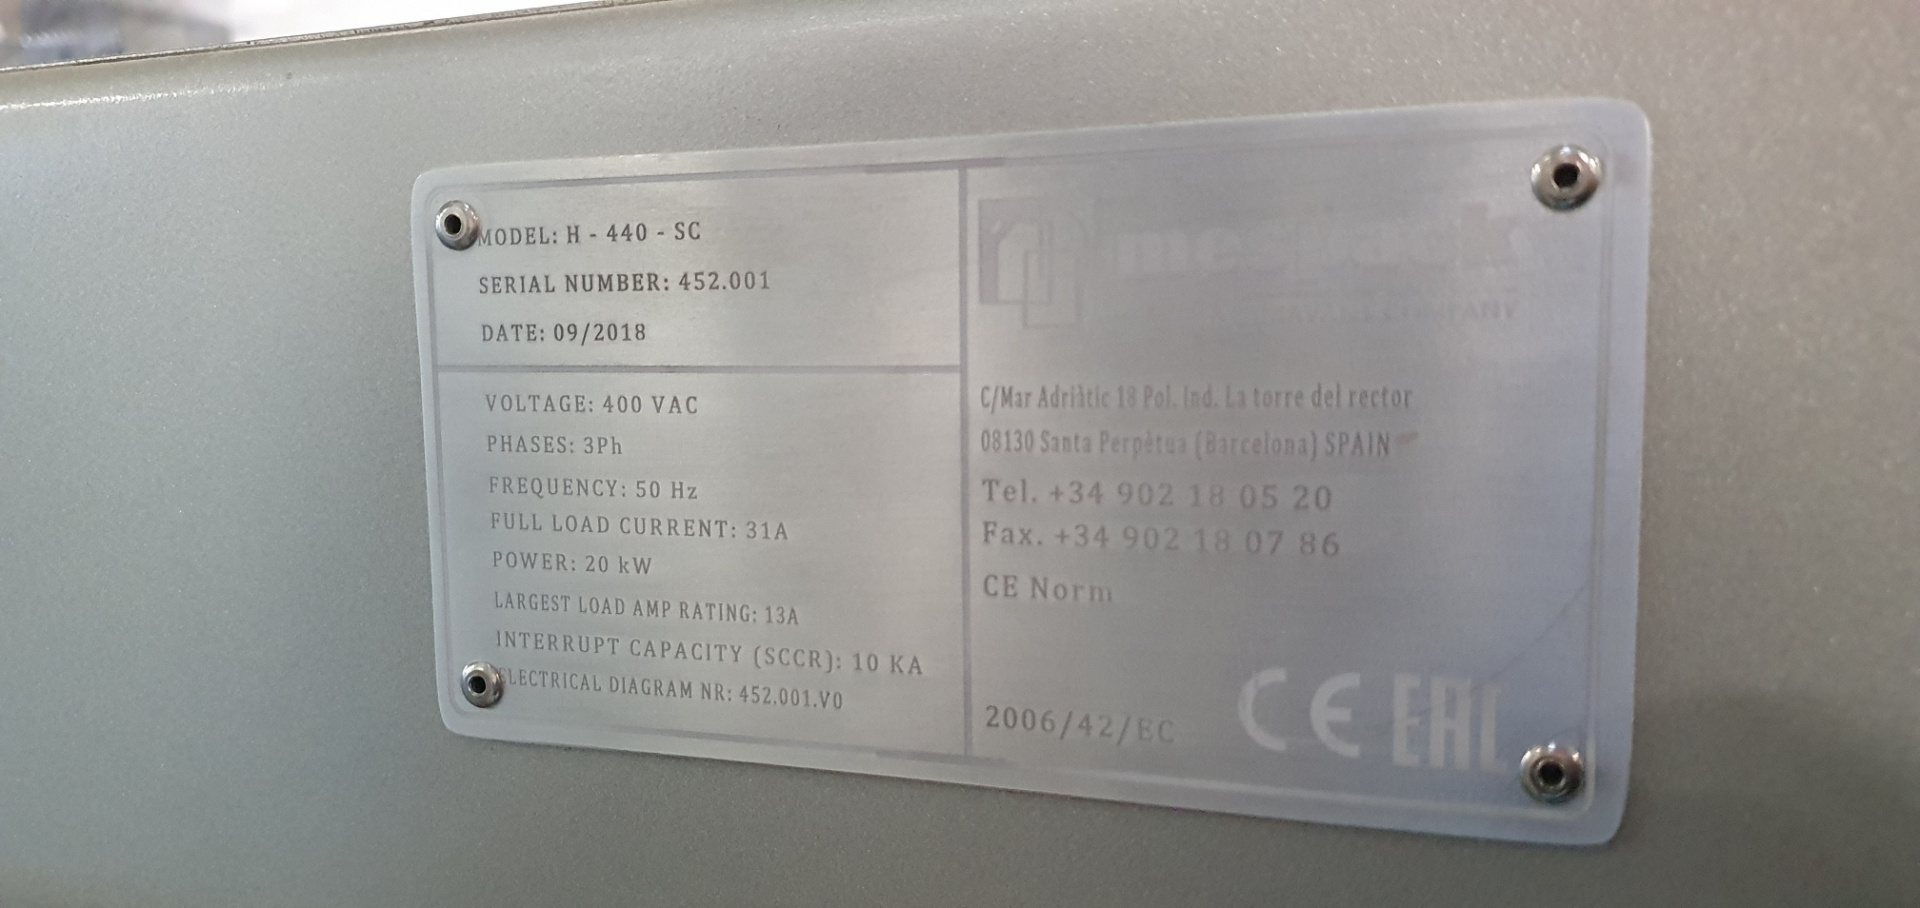 MODEL: H - 440 - SC
SERIAL NUMBER: 452.001
DATE: 09/2018
VOLTAGE: 400 VAC
PHASES: 3Ph
FREQUENCY: 50 Hz
FULL LOAD CURRENT: 31A
POWER: 20 kW
LARGEST LOAD AMP RATING: 13A
INTERRUPT CAPACITY (SCCR): 10 KA
ELECTRICAL DIAGRAM NR: 452.001.V0
mespack
COMPANY
C/Mar Adriàtic 18 Pol. Ind. La torre del rector
08130 Santa Perpètua (Barcelona) SPAIN
Tel. +34 902 18 05 20
Fax. +34 902 18 07 86
CE Norm
2006/42/EC
CE EAC